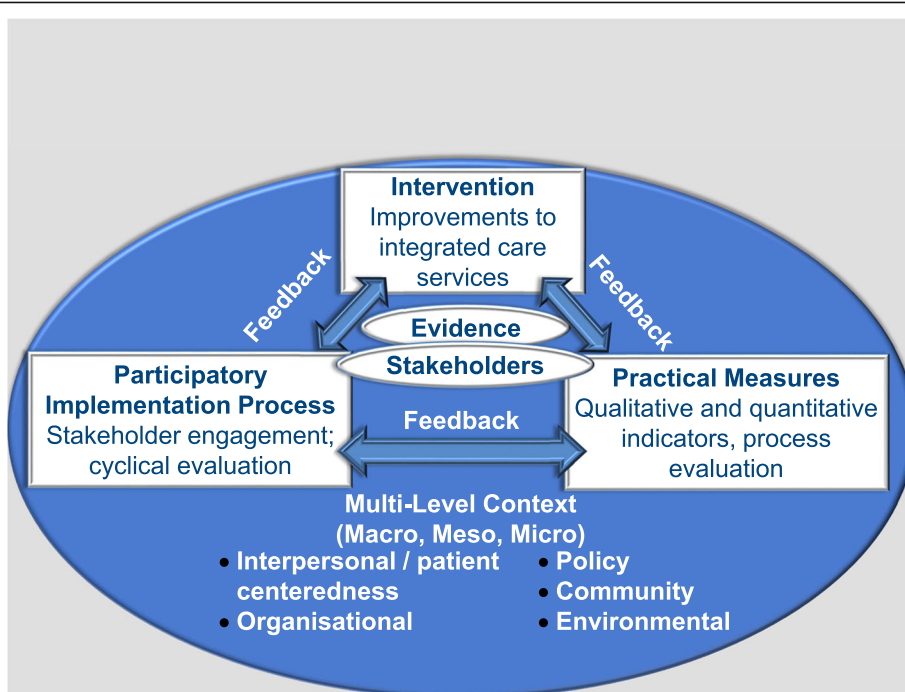 Intervention
Improvements to
integrated care
services
Feedback
Feedback
Evidence
Stakeholders
Participatory
Implementation Process
Stakeholder engagement;
cyclical evaluation
Feedback
Practical Measures
Qualitative and quantitative
indicators, process
evaluation
Multi-Level Context
(Macro, Meso, Micro)
• Interpersonal / patient
centeredness
• Organisational
• Policy
• Community
• Environmental